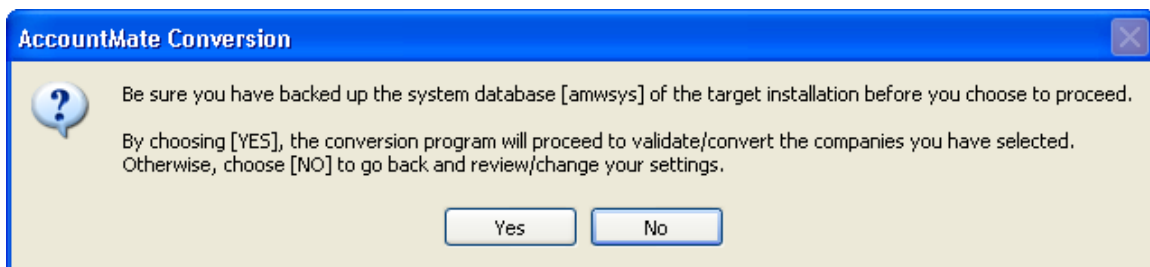 AccountMate Conversion
Be sure you have backed up the system database [amwsys] of the target installation before you choose to proceed.
By choosing [YES], the conversion program will proceed to validate/convert the companies you have selected.
Otherwise, choose [NO] to go back and review/change your settings.
Yes No